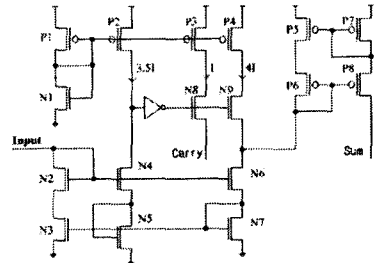 P1 P2 P3 P4 P5 P7
3.5I I 4I P6 P8
N1 N8 N9
Input Carry Sum
N2 N4 N6
N3 N5 N7